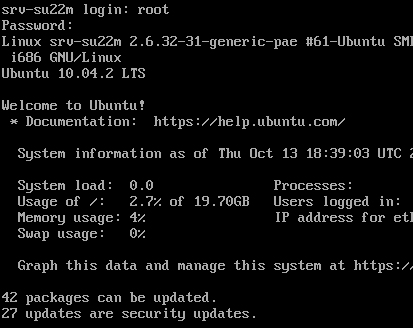 srv-su22m login: root
Password:
Linux srv-su22m 2.6.32-31-generic-pae #61-Ubuntu SM
i686 GNU/Linux
Ubuntu 10.04.2 LTS
Welcome to Ubuntu!
* Documentation:  https://help.ubuntu.com/
System information as of Thu Oct 13 18:39:03 UTC 2
System load:  0.0                Processes:
Usage of /:   2.7% of 19.70GB    Users logged in:
Memory usage: 4%                 IP address for et
Swap usage:   0%
Graph this data and manage this system at https:/
42 packages can be updated.
27 updates are security updates.